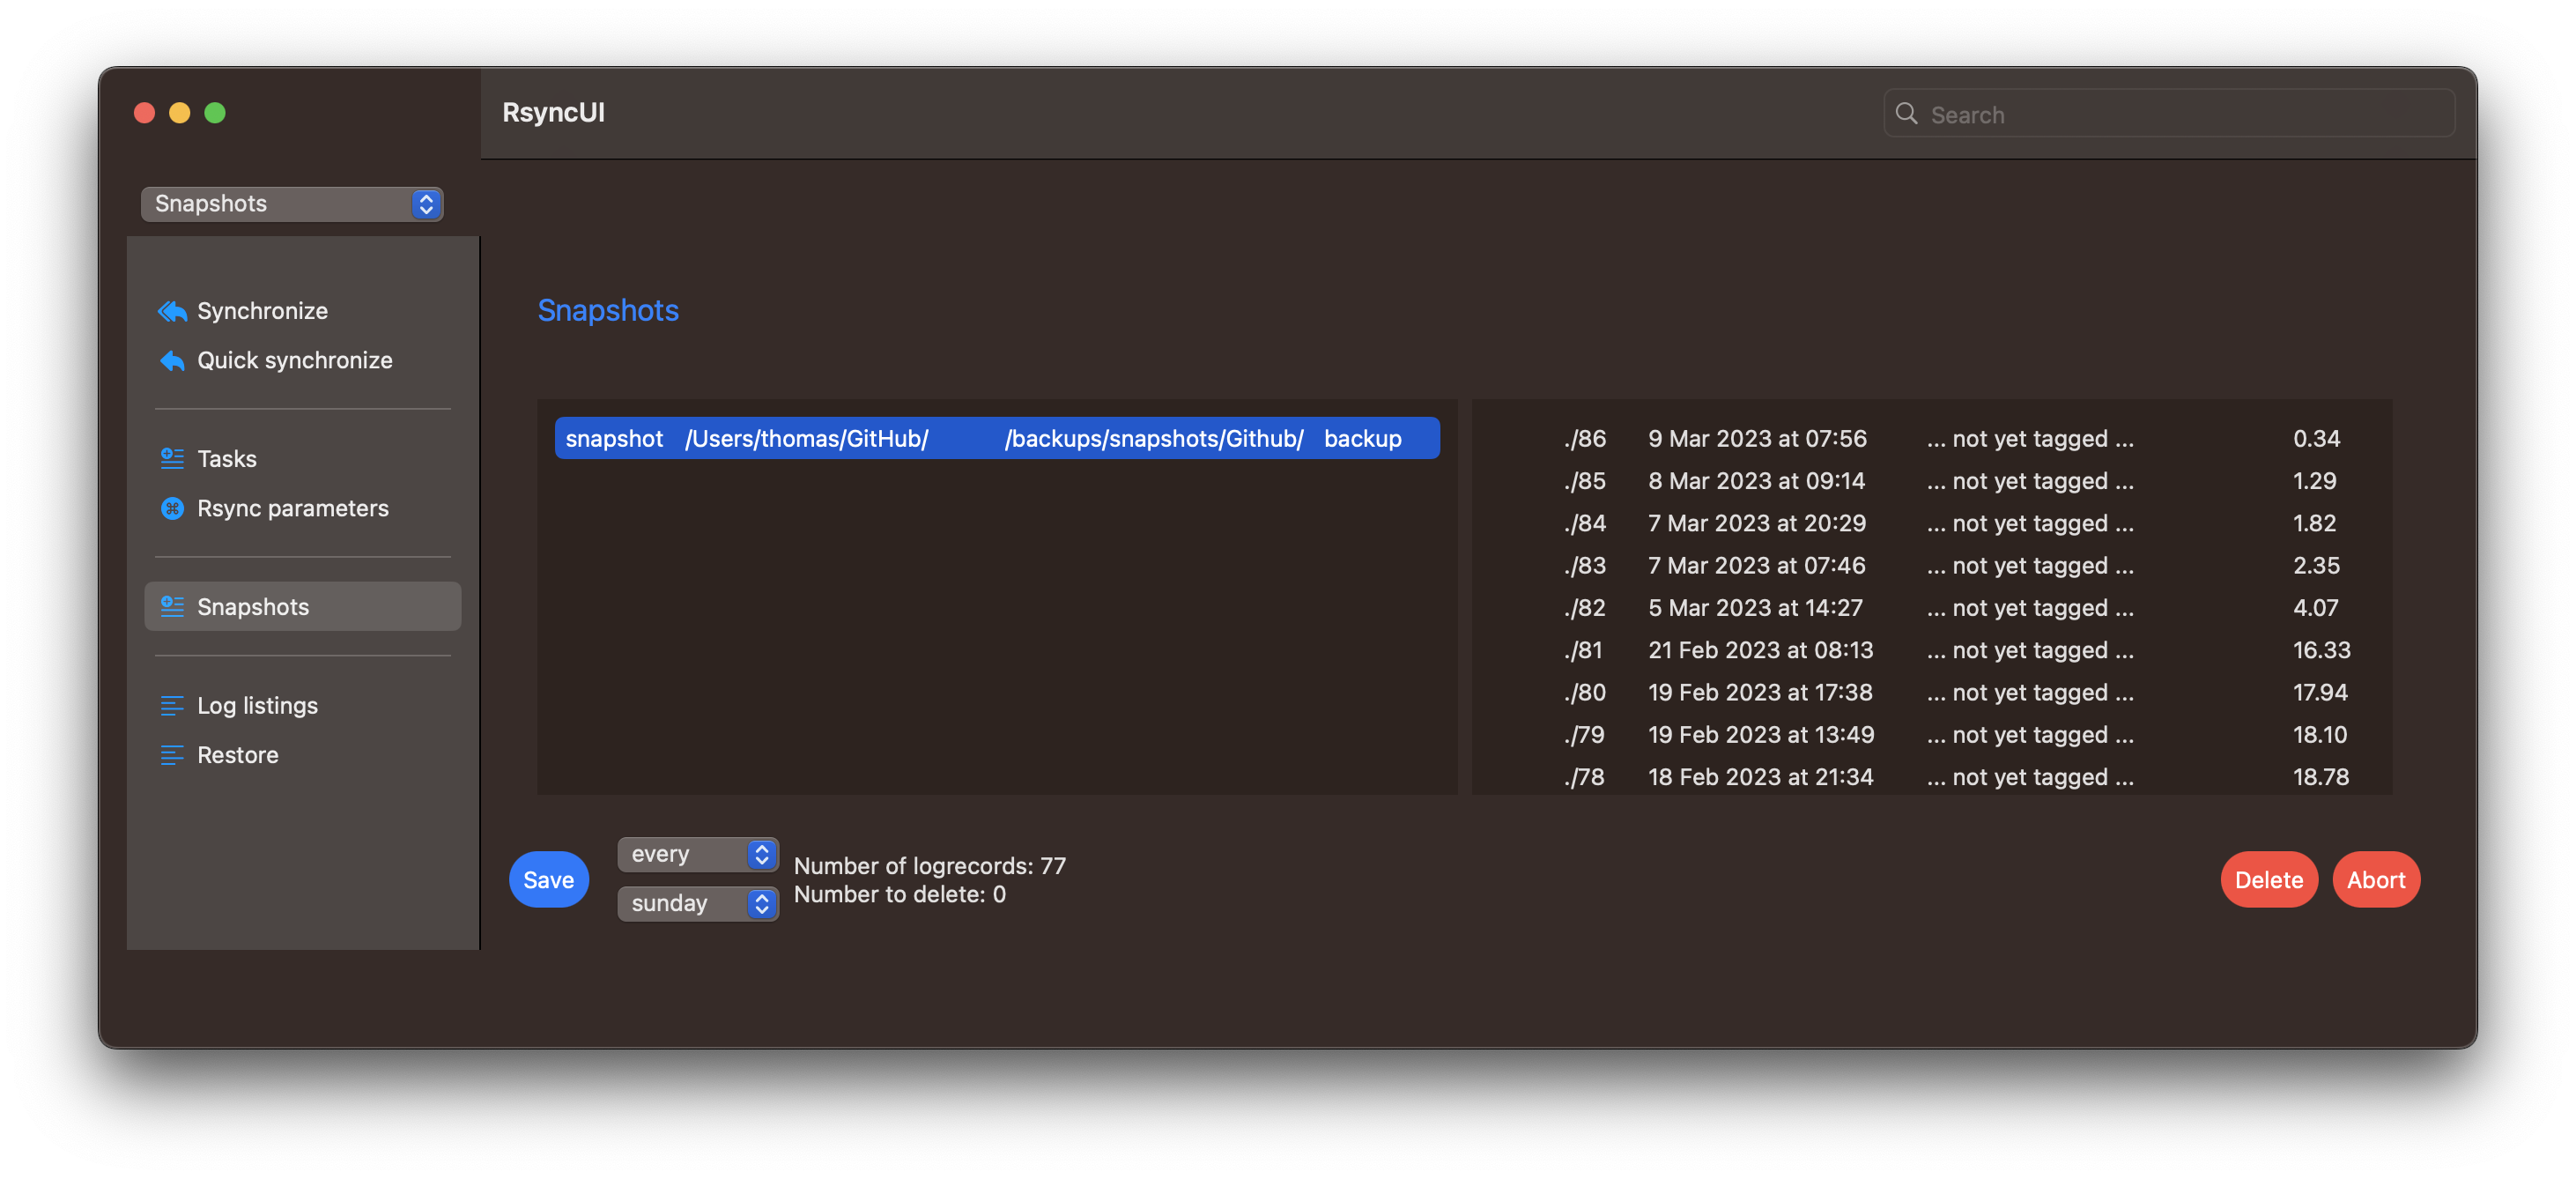 RsyncUI
Search
Snapshots
Synchronize
Quick synchronize
Tasks
Rsync parameters
Snapshots
Log listings
Restore
Snapshots
snapshot /Users/thomas/GitHub/ /backups/snapshots/Github/ backup
./86 9 Mar 2023 at 07:56 ... not yet tagged ... 0.34
./85 8 Mar 2023 at 09:14 ... not yet tagged ... 1.29
./84 7 Mar 2023 at 20:29 ... not yet tagged ... 1.82
./83 7 Mar 2023 at 07:46 ... not yet tagged ... 2.35
./82 5 Mar 2023 at 14:27 ... not yet tagged ... 4.07
./81 21 Feb 2023 at 08:13 ... not yet tagged ... 16.33
./80 19 Feb 2023 at 17:38 ... not yet tagged ... 17.94
./79 19 Feb 2023 at 13:49 ... not yet tagged ... 18.10
./78 18 Feb 2023 at 21:34 ... not yet tagged ... 18.78
Save
every
sunday
Number of logrecords: 77
Number to delete: 0
Delete
Abort